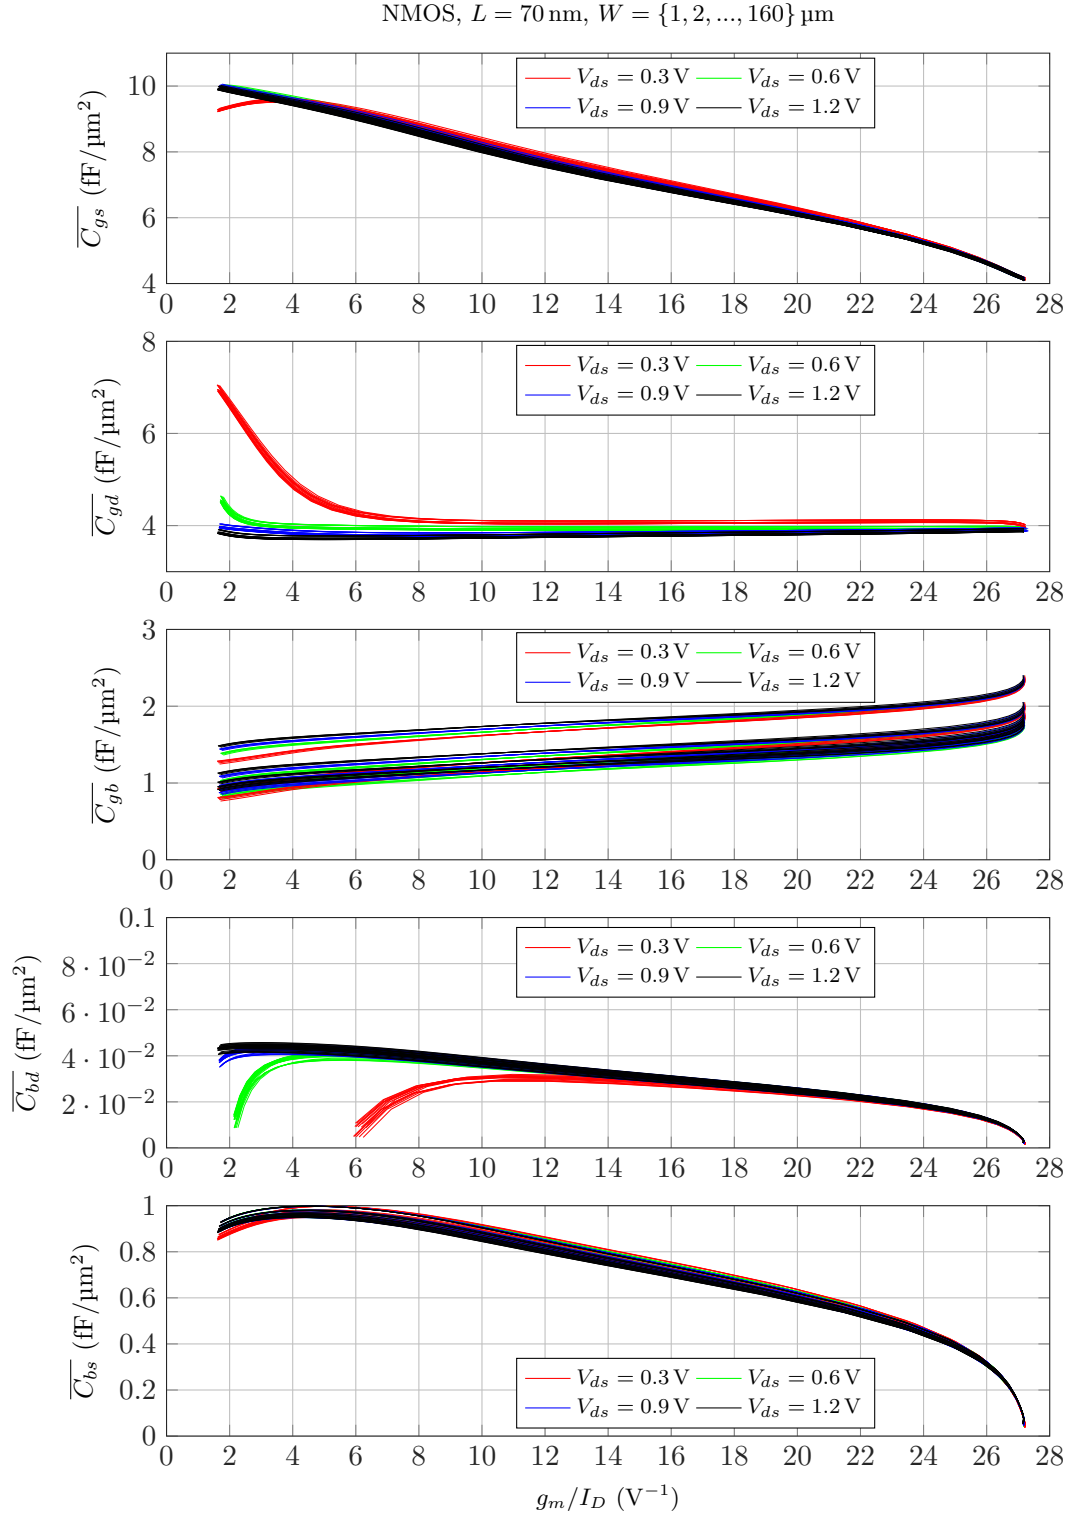 NMOS, L = 70 nm, W = {1, 2, ..., 160} µm
C_gs (fF/µm²)
10
8
6
4
V_ds = 0.3 V V_ds = 0.6 V
V_ds = 0.9 V V_ds = 1.2 V
0 2 4 6 8 10 12 14 16 18 20 22 24 26 28
C_gd (fF/µm²)
8
6
4
V_ds = 0.3 V V_ds = 0.6 V
V_ds = 0.9 V V_ds = 1.2 V
0 2 4 6 8 10 12 14 16 18 20 22 24 26 28
C_gb (fF/µm²)
3
2
1
0
V_ds = 0.3 V V_ds = 0.6 V
V_ds = 0.9 V V_ds = 1.2 V
0 2 4 6 8 10 12 14 16 18 20 22 24 26 28
C_bd (fF/µm²)
0.1
8 · 10⁻²
6 · 10⁻²
4 · 10⁻²
2 · 10⁻²
0
V_ds = 0.3 V V_ds = 0.6 V
V_ds = 0.9 V V_ds = 1.2 V
0 2 4 6 8 10 12 14 16 18 20 22 24 26 28
C_bs (fF/µm²)
1
0.8
0.6
0.4
0.2
0
V_ds = 0.3 V V_ds = 0.6 V
V_ds = 0.9 V V_ds = 1.2 V
0 2 4 6 8 10 12 14 16 18 20 22 24 26 28
g_m/I_D (V⁻¹)